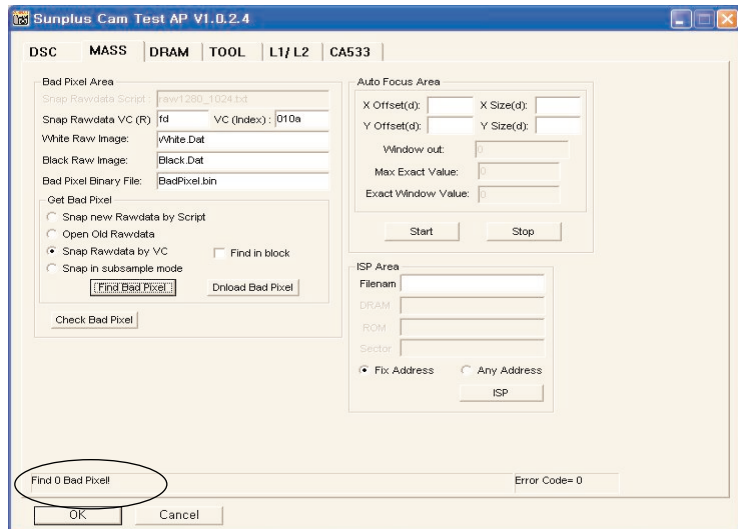 Sunplus Cam Test AP V1.0.2.4
DSC MASS DRAM TOOL L1/L2 CA533
Bad Pixel Area
Snap Rawdata Script : raw1280_1024.txt
Snap Rawdata VC (R) fd VC (Index) : 010a
White Raw Image: White.Dat
Black Raw Image: Black.Dat
Bad Pixel Binary File: BadPixel.bin
Get Bad Pixel
Snap new Rawdata by Script
Open Old Rawdata
Snap Rawdata by VC Find in block
Snap in subsample mode
Find Bad Pixel Dnload Bad Pixel
Check Bad Pixel
Auto Focus Area
X Offset(d): X Size(d):
Y Offset(d): Y Size(d):
Window out: 0
Max Exact Value: 0
Exact Window Value: 0
Start Stop
ISP Area
Filenam
DRAM
ROM
Sector
Fix Address Any Address
ISP
Find 0 Bad Pixel! Error Code= 0
OK Cancel